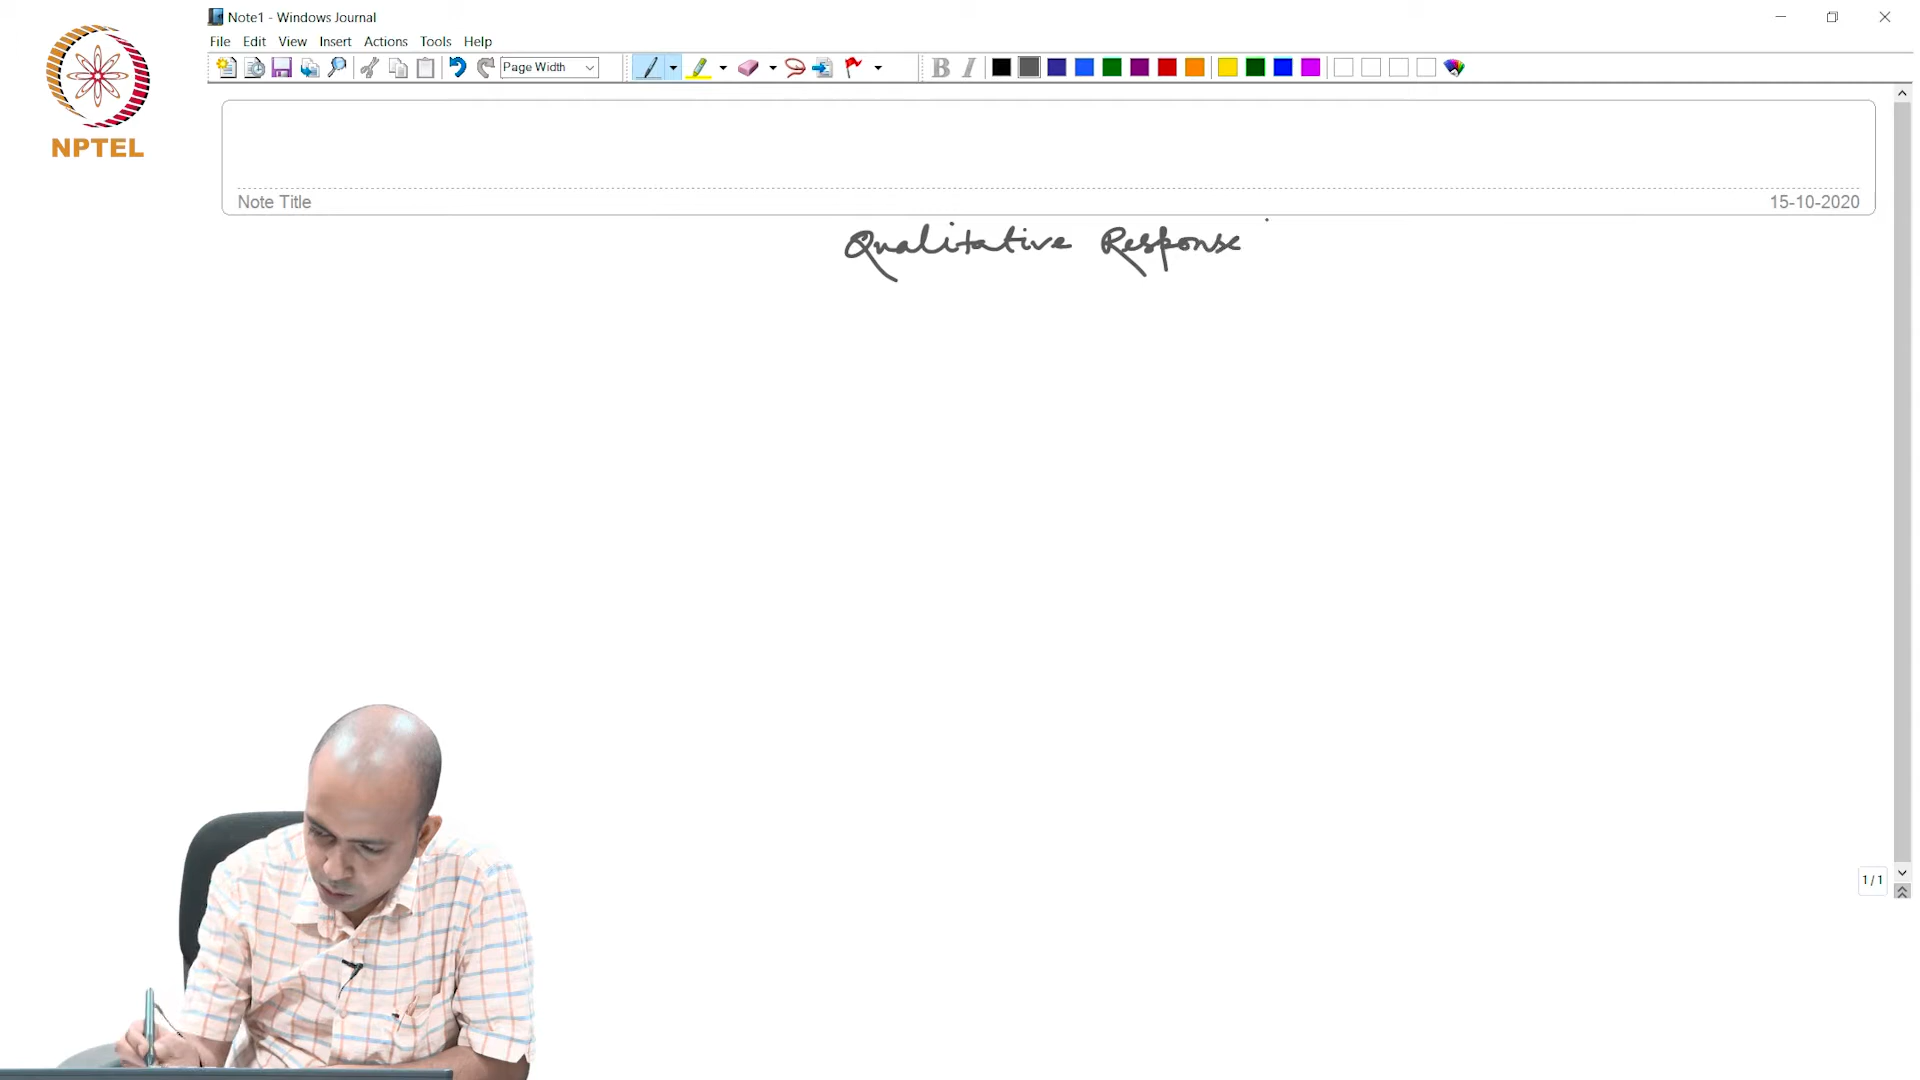 Note1 - Windows Journal
File Edit View Insert Actions Tools Help
Page Width
B I
NPTEL
Note Title
15-10-2020
Qualitative Response
1 / 1